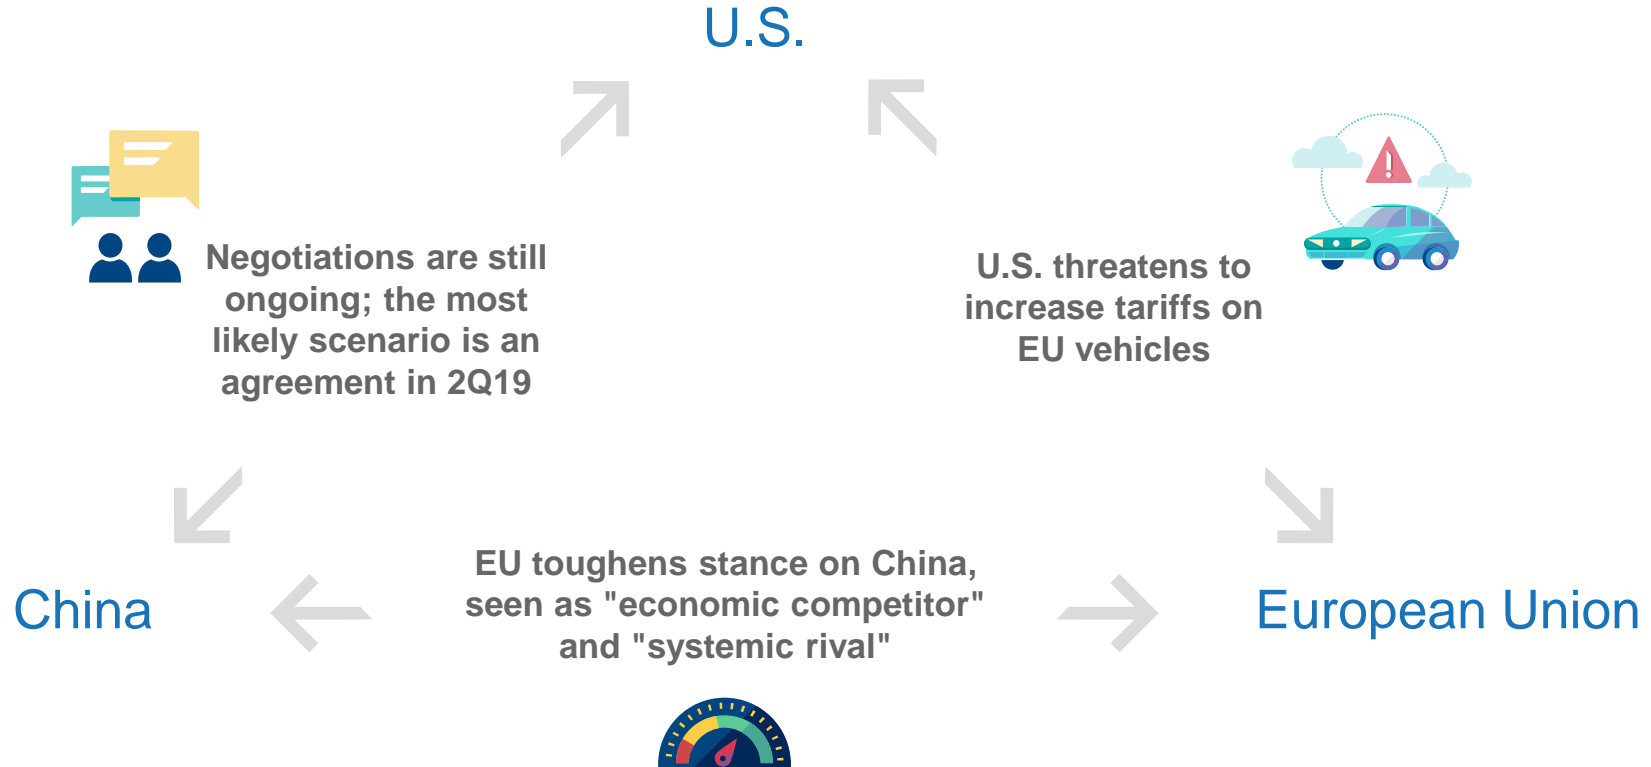 U.S.
Negotiations are still
ongoing; the most
likely scenario is an
agreement in 2Q19
U.S. threatens to
increase tariffs on
EU vehicles
China
EU toughens stance on China,
seen as "economic competitor"
and "systemic rival"
European Union